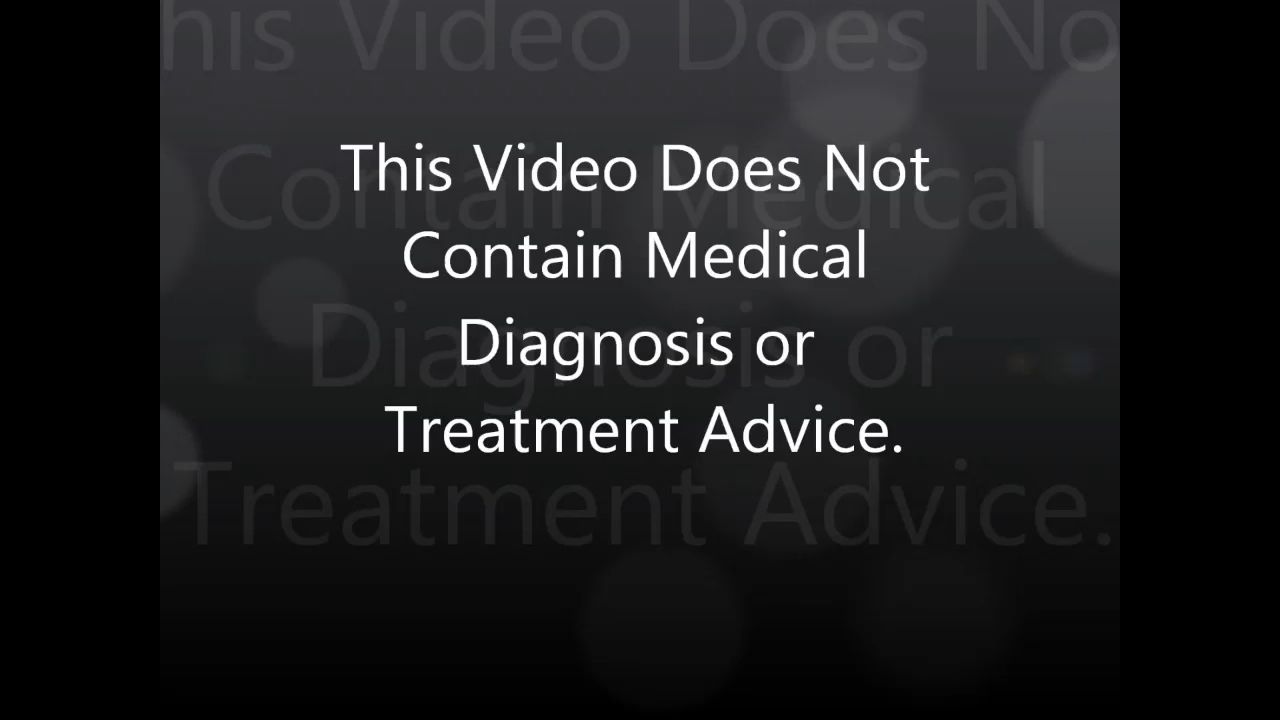 This Video Does Not
Contain Medical
Diagnosis or
Treatment Advice.